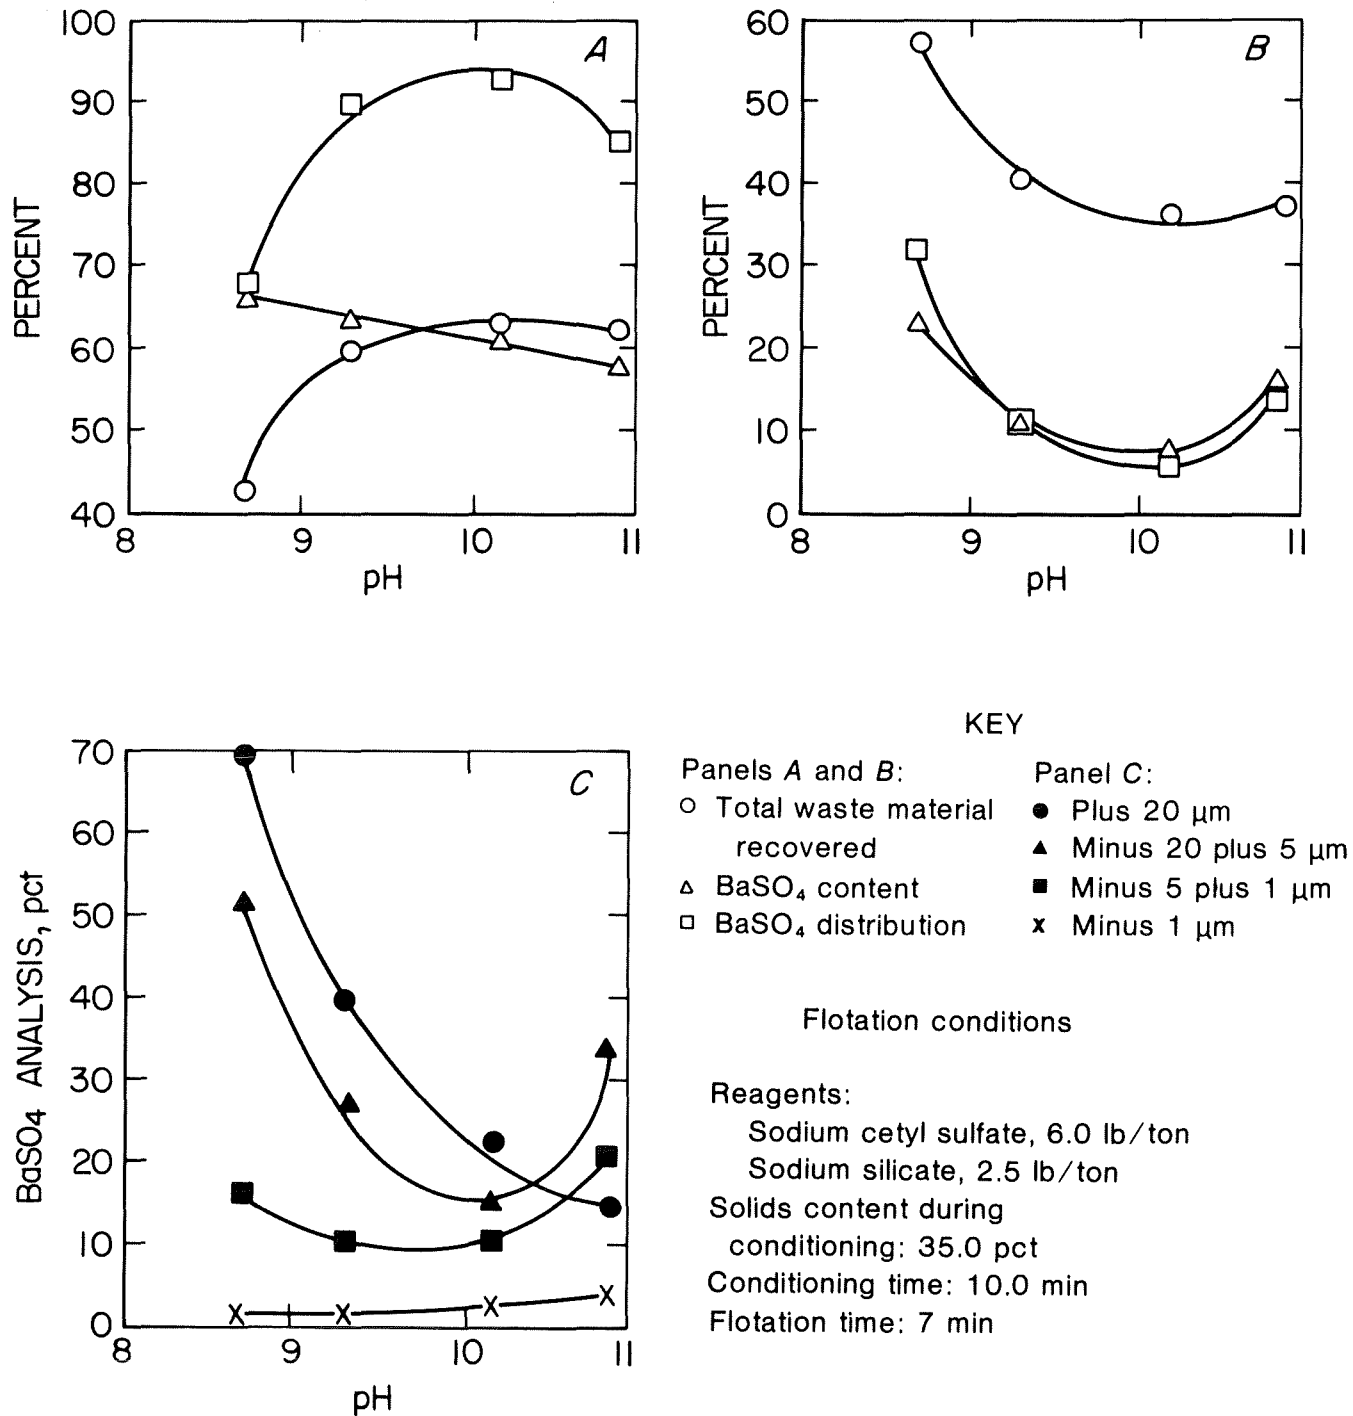 A
PERCENT
100
90
80
70
60
50
40
8 9 10 11
pH
B
PERCENT
60
50
40
30
20
10
0
8 9 10 11
pH
C
BaSO₄ ANALYSIS, pct
70
60
50
40
30
20
10
0
8 9 10 11
pH
KEY
Panels A and B:
Total waste material
recovered
BaSO₄ content
BaSO₄ distribution
Panel C:
Plus 20 μm
Minus 20 plus 5 μm
Minus 5 plus 1 μm
Minus 1 μm
Flotation conditions
Reagents:
Sodium cetyl sulfate, 6.0 lb/ton
Sodium silicate, 2.5 lb/ton
Solids content during
conditioning: 35.0 pct
Conditioning time: 10.0 min
Flotation time: 7 min